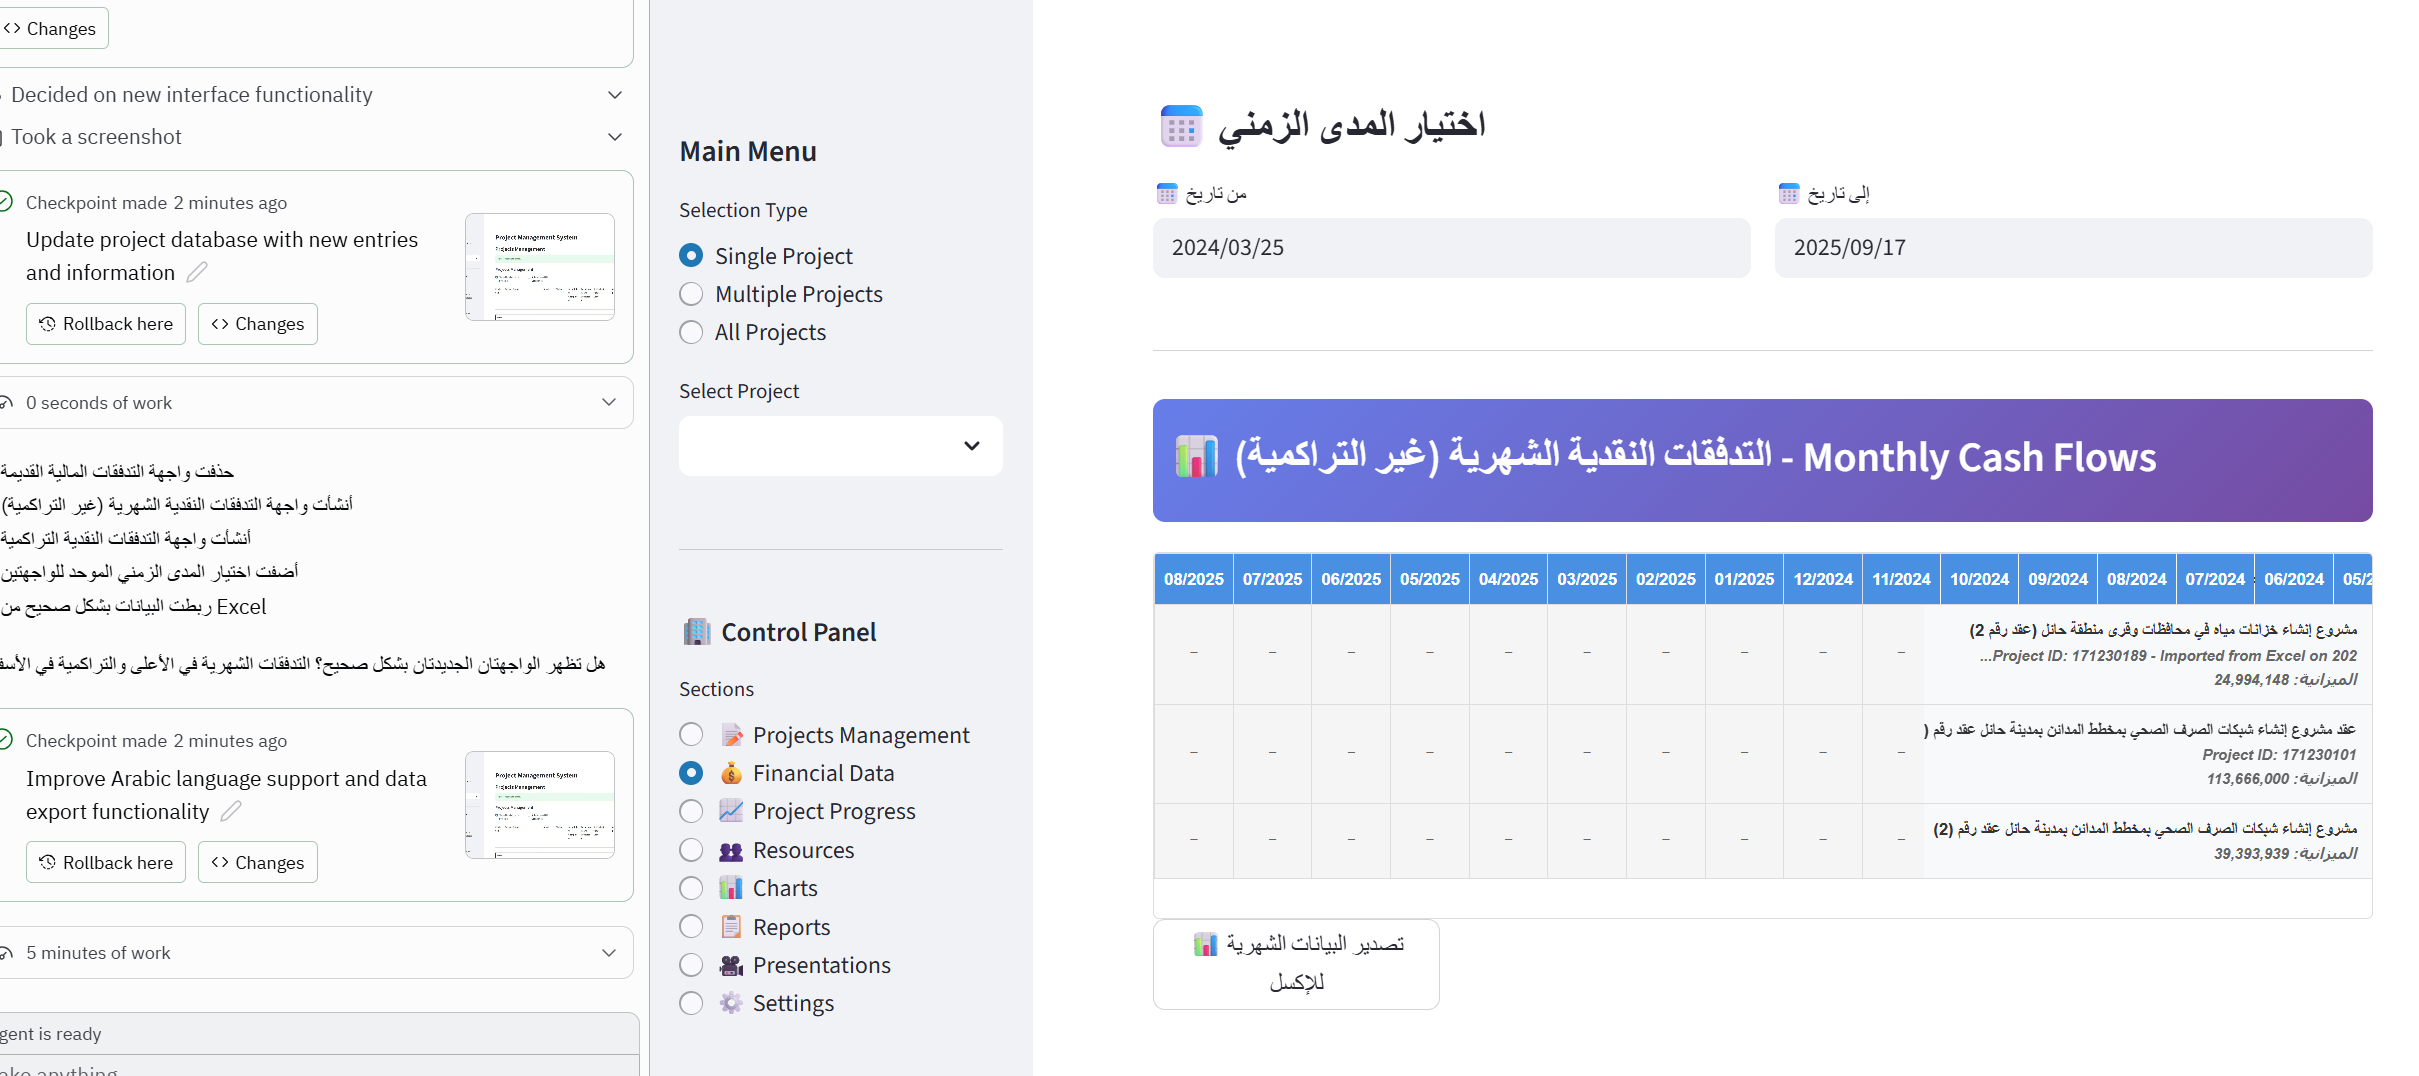 Changes
Decided on new interface functionality
Took a screenshot
Checkpoint made 2 minutes ago
Update project database with new entries
and information
Rollback here
Changes
0 seconds of work
حذفت واجهة التدفقات المالية القديمة
أنشأت واجهة التدفقات النقدية الشهرية (غير التراكمية)
أنشأت واجهة التدفقات النقدية التراكمية
أضفت اختيار المدى الزمني الموحد للواجهتين
ربطت البيانات بشكل صحيح من Excel
هل تظهر الواجهتان الجديدتان بشكل صحيح؟ التدفقات الشهرية في الأعلى والتراكمية في
Checkpoint made 2 minutes ago
Improve Arabic language support and data
export functionality
Rollback here
Changes
5 minutes of work
is ready
anything
Main Menu
Selection Type
Single Project
Multiple Projects
All Projects
Select Project
Control Panel
Sections
Projects Management
Financial Data
Project Progress
Resources
Charts
Reports
Presentations
Settings
اختيار المدى الزمني
من تاريخ
2024/03/25
إلى تاريخ
2025/09/17
التدفقات النقدية الشهرية (غير التراكمية) - Monthly Cash Flows
08/2025 07/2025 06/2025 05/2025 04/2025 03/2025 02/2025 01/2025 12/2024 11/2024 10/2024 09/2024 08/2024 07/2024 06/2024 05/2
مشروع إنشاء خزانات مياه في محافظات وقرى منطقة حائل (عقد رقم 2)
...Project ID: 171230189 - Imported from Excel on 202
الميزانية: 24,994,148
– – – – – – – – – –
عقد مشروع إنشاء شبكات الصرف الصحي بمخطط المدائن بمدينة حائل عقد رقم (
Project ID: 171230101
الميزانية: 113,666,000
– – – – – – – – – –
مشروع إنشاء شبكات الصرف الصحي بمخطط المدائن بمدينة حائل عقد رقم (2)
الميزانية: 39,393,939
– – – – – – – – – –
تصدير البيانات الشهرية
للإكسل